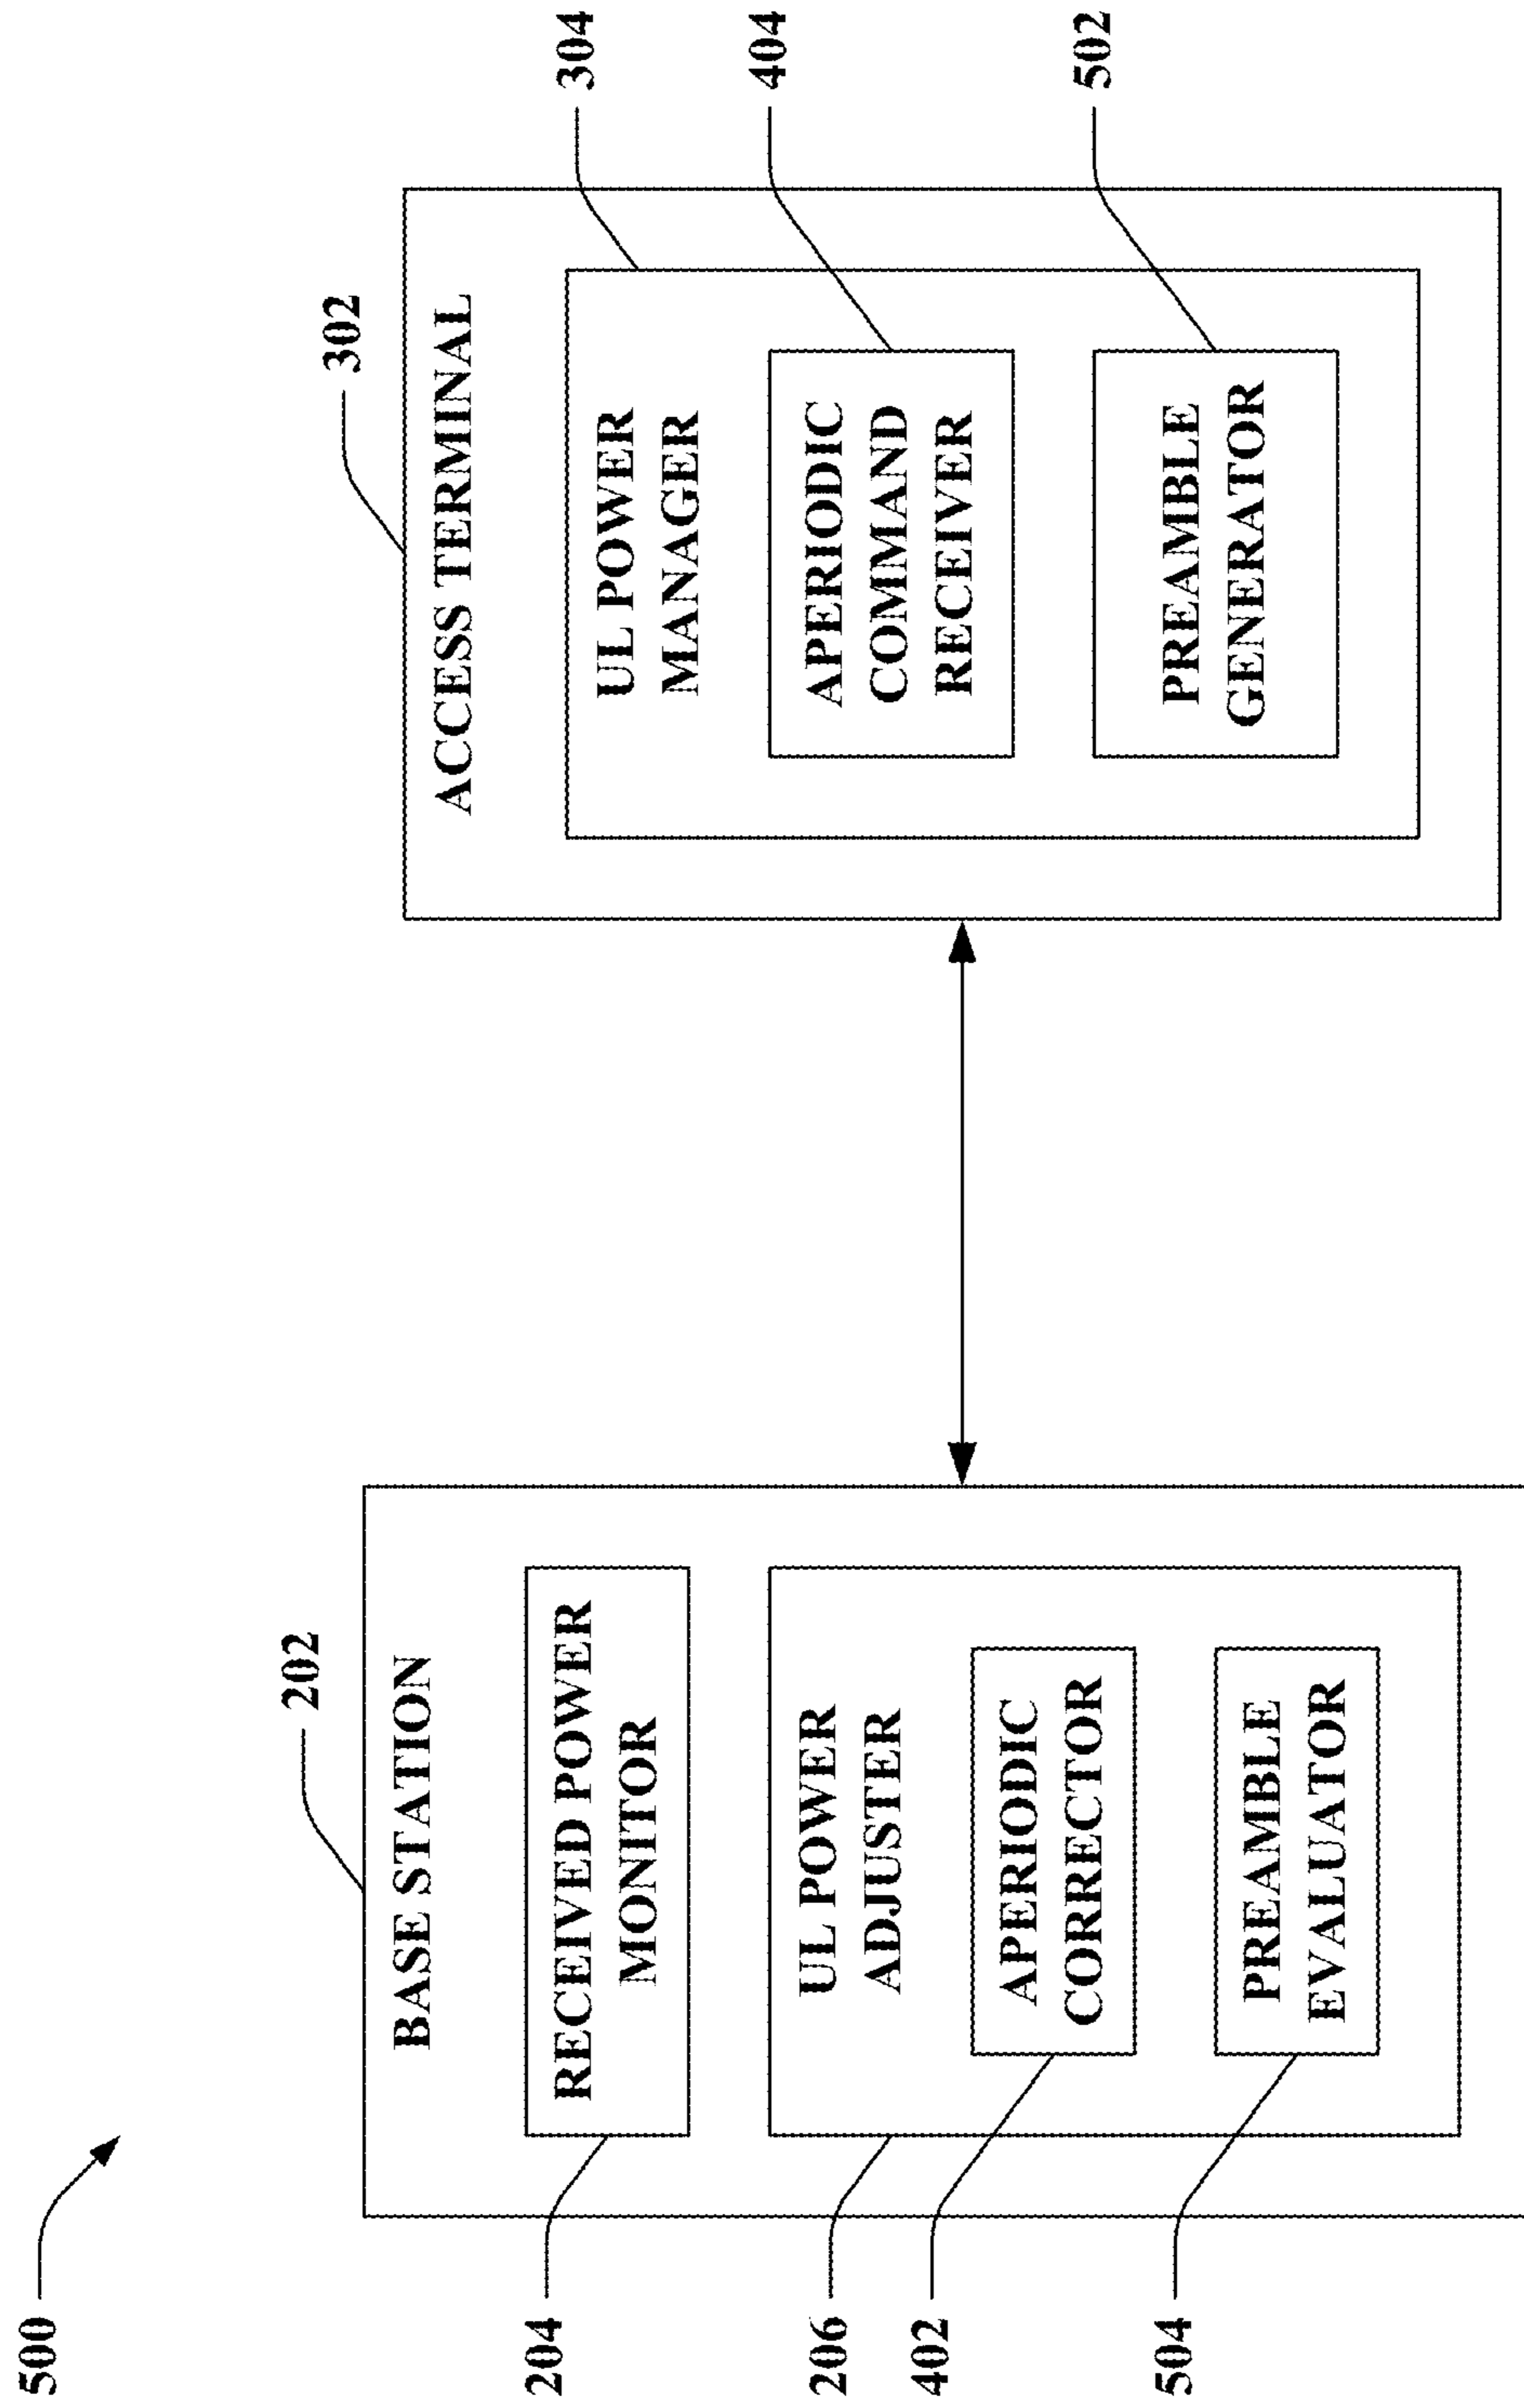 500
202
BASE STATION
204
RECEIVED POWER
MONITOR
206
UL POWER
ADJUSTER
402
APERIODIC
CORRECTOR
504
PREAMBLE
EVALUATOR
302
ACCESS TERMINAL
304
UL POWER
MANAGER
404
APERIODIC
COMMAND
RECEIVER
502
PREAMBLE
GENERATOR